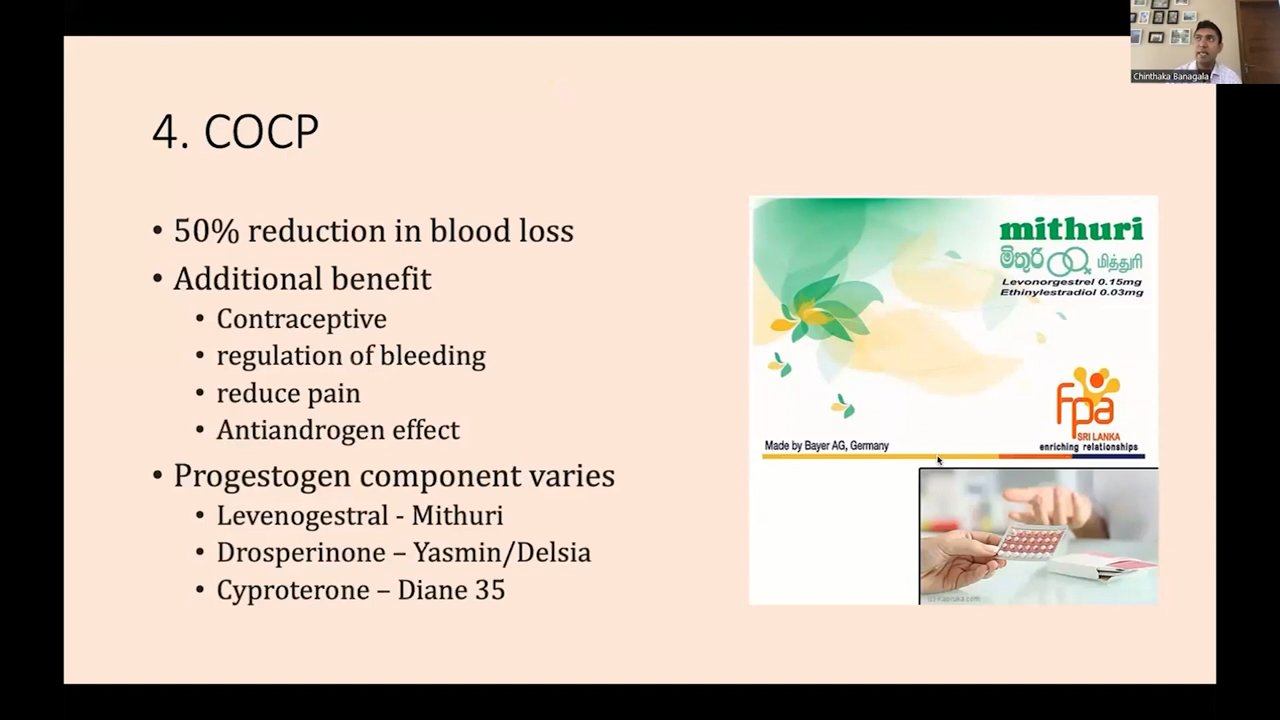 Chinthaka Banagala
4. COCP
• 50% reduction in blood loss
• Additional benefit
• Contraceptive
• regulation of bleeding
• reduce pain
• Antiandrogen effect
• Progestogen component varies
• Levenogestral - Mithuri
• Drosperinone – Yasmin/Delsia
• Cyproterone – Diane 35
mithuri
මිතුරි மித்துரி
Levonorgestrel 0.15mg
Ethinylestradiol 0.03mg
fpa
SRI LANKA
enriching relationships
Made by Bayer AG, Germany